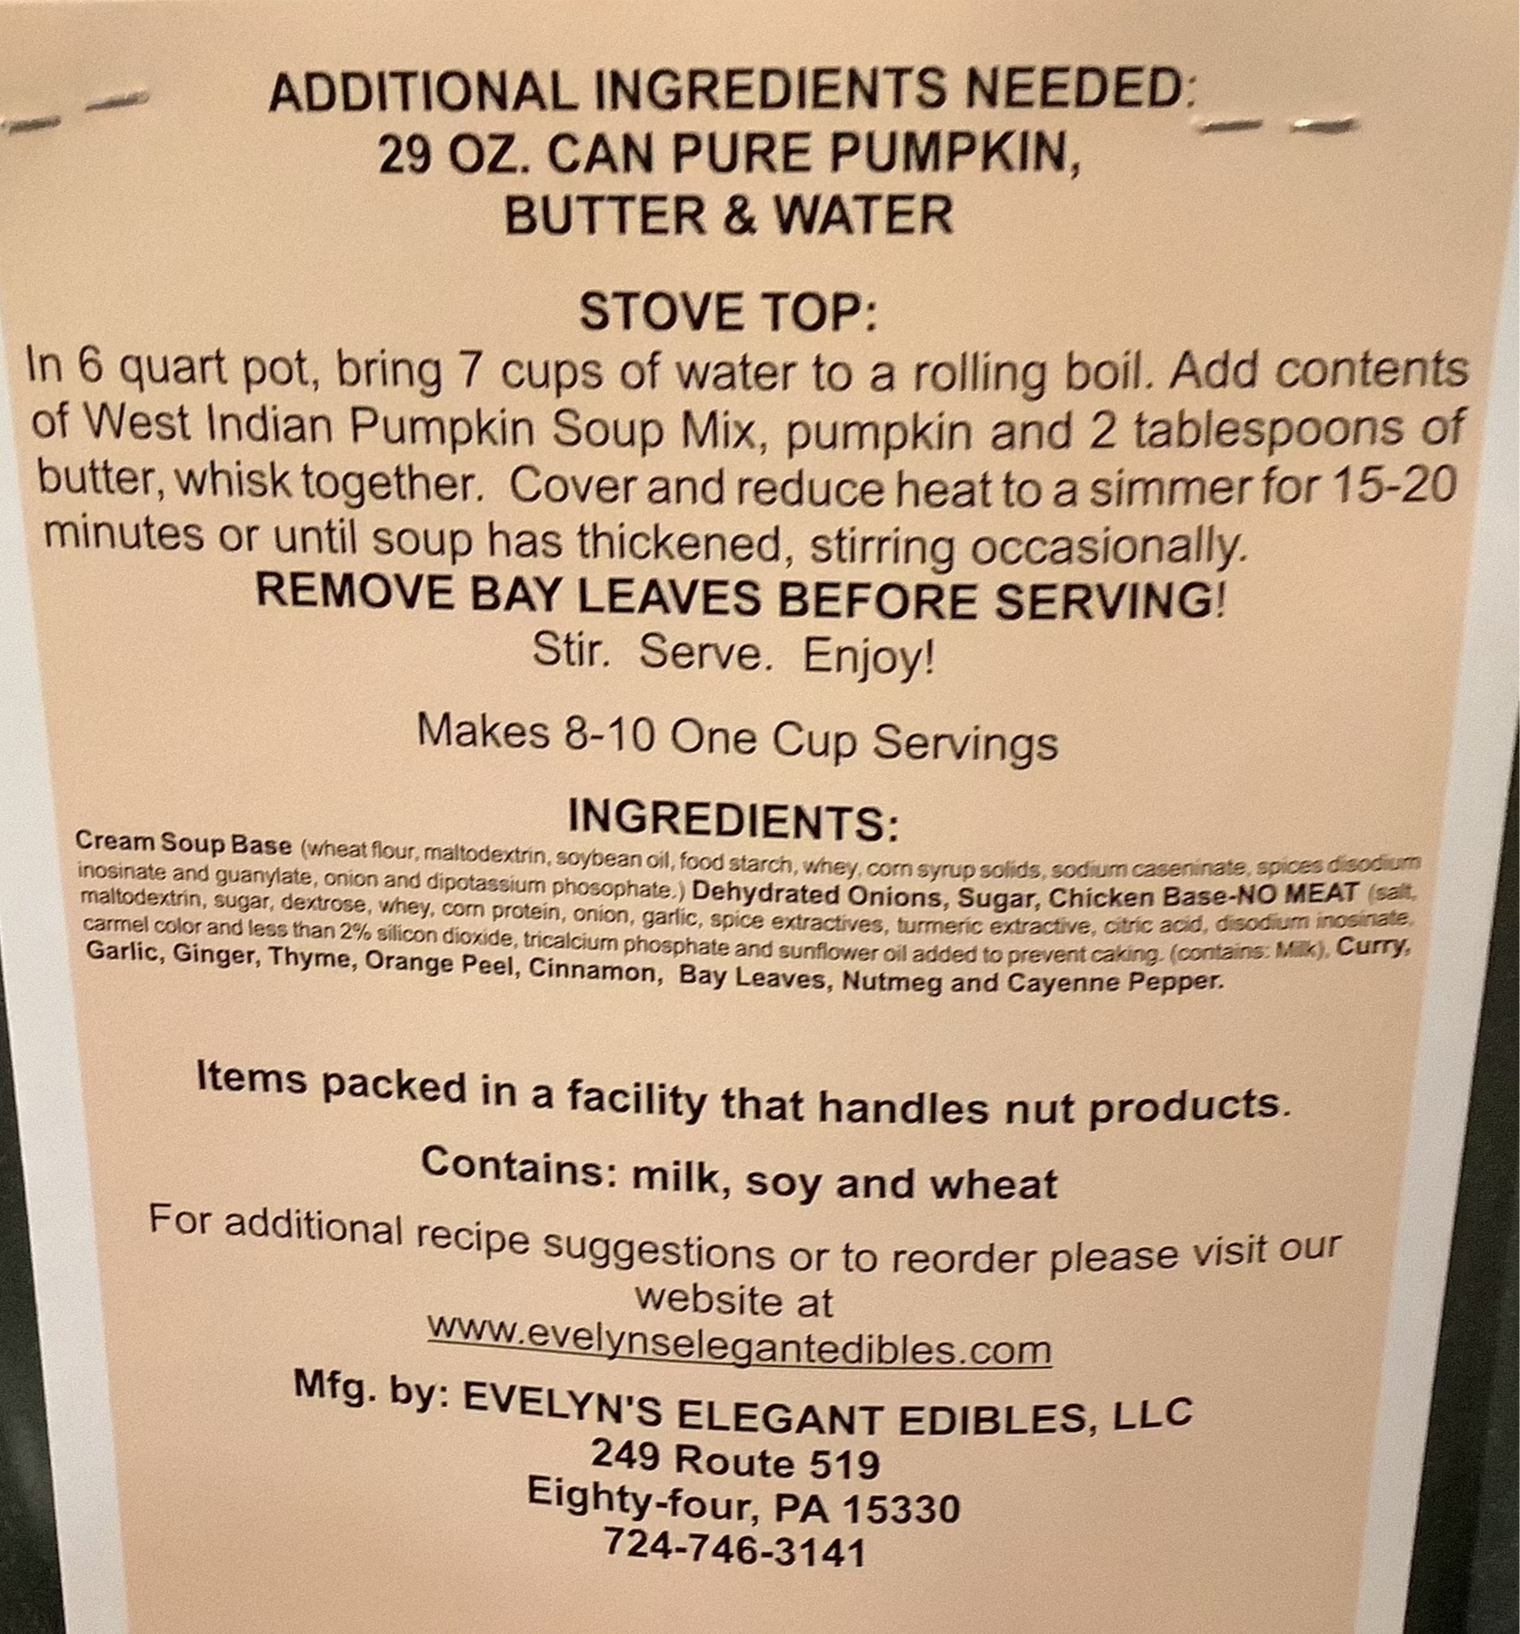 ADDITIONAL INGREDIENTS NEEDED:
29 OZ. CAN PURE PUMPKIN,
BUTTER & WATER
STOVE TOP:
In 6 quart pot, bring 7 cups of water to a rolling boil. Add contents
of West Indian Pumpkin Soup Mix, pumpkin and 2 tablespoons of
butter, whisk together. Cover and reduce heat to a simmer for 15-20
minutes or until soup has thickened, stirring occasionally.
REMOVE BAY LEAVES BEFORE SERVING!
Stir. Serve. Enjoy!
Makes 8-10 One Cup Servings
INGREDIENTS:
Cream Soup Base (wheat flour, maltodextrin, soybean oil, food starch, whey, corn syrup solids, sodium caseninate, spices disodium
inosinate and guanylate, onion and dipotassium phosophate.) Dehydrated Onions, Sugar, Chicken Base-NO MEAT (salt,
maltodextrin, sugar, dextrose, whey, corn protein, onion, garlic, spice extractives, turmeric extractive, citric acid, disodium inosinate,
carmel color and less than 2% silicon dioxide, tricalcium phosphate and sunflower oil added to prevent caking. (contains: Milk), Curry,
Garlic, Ginger, Thyme, Orange Peel, Cinnamon, Bay Leaves, Nutmeg and Cayenne Pepper.
Items packed in a facility that handles nut products.
Contains: milk, soy and wheat
For additional recipe suggestions or to reorder please visit our
website at
www.evelynselegantedibles.com
Mfg. by: EVELYN'S ELEGANT EDIBLES, LLC
249 Route 519
Eighty-four, PA 15330
724-746-3141